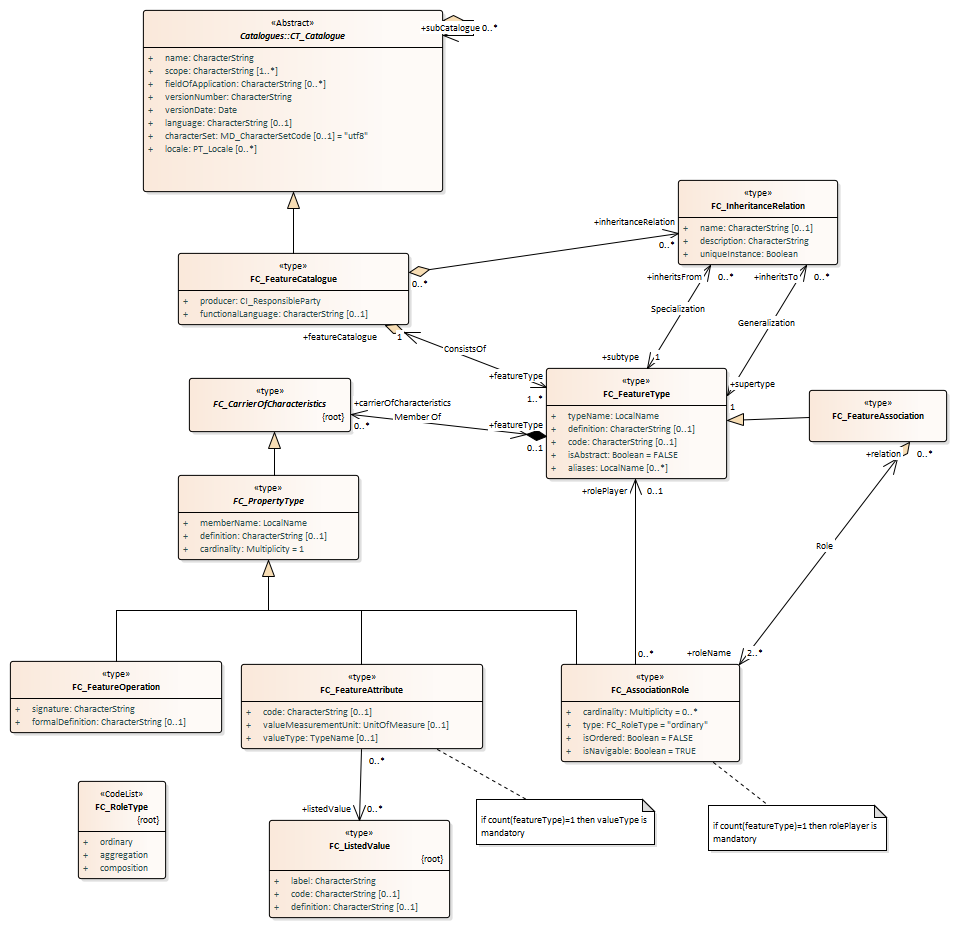 «Abstract»
Catalogues::CT_Catalogue
+ name: CharacterString
+ scope: CharacterString [1..*]
+ fieldOfApplication: CharacterString [0..*]
+ versionNumber: CharacterString
+ versionDate: Date
+ language: CharacterString [0..1]
+ characterSet: MD_CharacterSetCode [0..1] = "utf8"
+ locale: PT_Locale [0..*]
+subCatalogue 0..*
«type»
FC_InheritanceRelation
+ name: CharacterString [0..1]
+ description: CharacterString
+ uniqueInstance: Boolean
+inheritanceRelation
0..*
«type»
FC_FeatureCatalogue
+ producer: CI_ResponsibleParty
+ functionalLanguage: CharacterString [0..1]
0..*
+inheritsFrom 0..*
+inheritsTo 0..*
Specialization
Generalization
+featureCatalogue 1
ConsistsOf
+subtype 1
+featureType
1..*
+supertype
1
«type»
FC_CarrierOfCharacteristics
{root}
+carrierOfCharacteristics
0..*
Member Of
+featureType
0..1
«type»
FC_FeatureType
+ typeName: LocalName
+ definition: CharacterString [0..1]
+ code: CharacterString [0..1]
+ isAbstract: Boolean = FALSE
+ aliases: LocalName [0..*]
«type»
FC_FeatureAssociation
+relation 0..*
«type»
FC_PropertyType
+ memberName: LocalName
+ definition: CharacterString [0..1]
+ cardinality: Multiplicity = 1
+rolePlayer 0..1
Role
0..*
+roleName 2..*
«type»
FC_FeatureOperation
+ signature: CharacterString
+ formalDefinition: CharacterString [0..1]
«type»
FC_FeatureAttribute
+ code: CharacterString [0..1]
+ valueMeasurementUnit: UnitOfMeasure [0..1]
+ valueType: TypeName [0..1]
«type»
FC_AssociationRole
+ cardinality: Multiplicity = 0..*
+ type: FC_RoleType = "ordinary"
+ isOrdered: Boolean = FALSE
+ isNavigable: Boolean = TRUE
0..*
+listedValue 0..*
«CodeList»
FC_RoleType
{root}
+ ordinary
+ aggregation
+ composition
«type»
FC_ListedValue
{root}
+ label: CharacterString
+ code: CharacterString [0..1]
+ definition: CharacterString [0..1]
if count(featureType)=1 then valueType is
mandatory
if count(featureType)=1 then rolePlayer is
mandatory